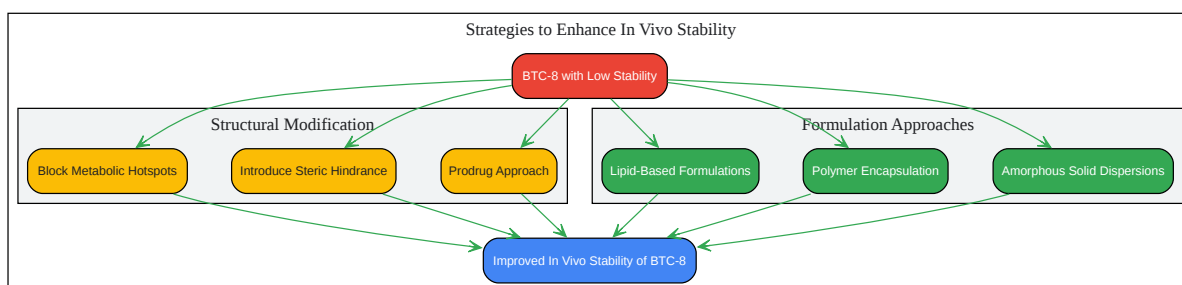 Strategies to Enhance In Vivo Stability
BTC-8 with Low Stability
Structural Modification
Formulation Approaches
Block Metabolic Hotspots
Introduce Steric Hindrance
Prodrug Approach
Lipid-Based Formulations
Polymer Encapsulation
Amorphous Solid Dispersions
Improved In Vivo Stability of BTC-8